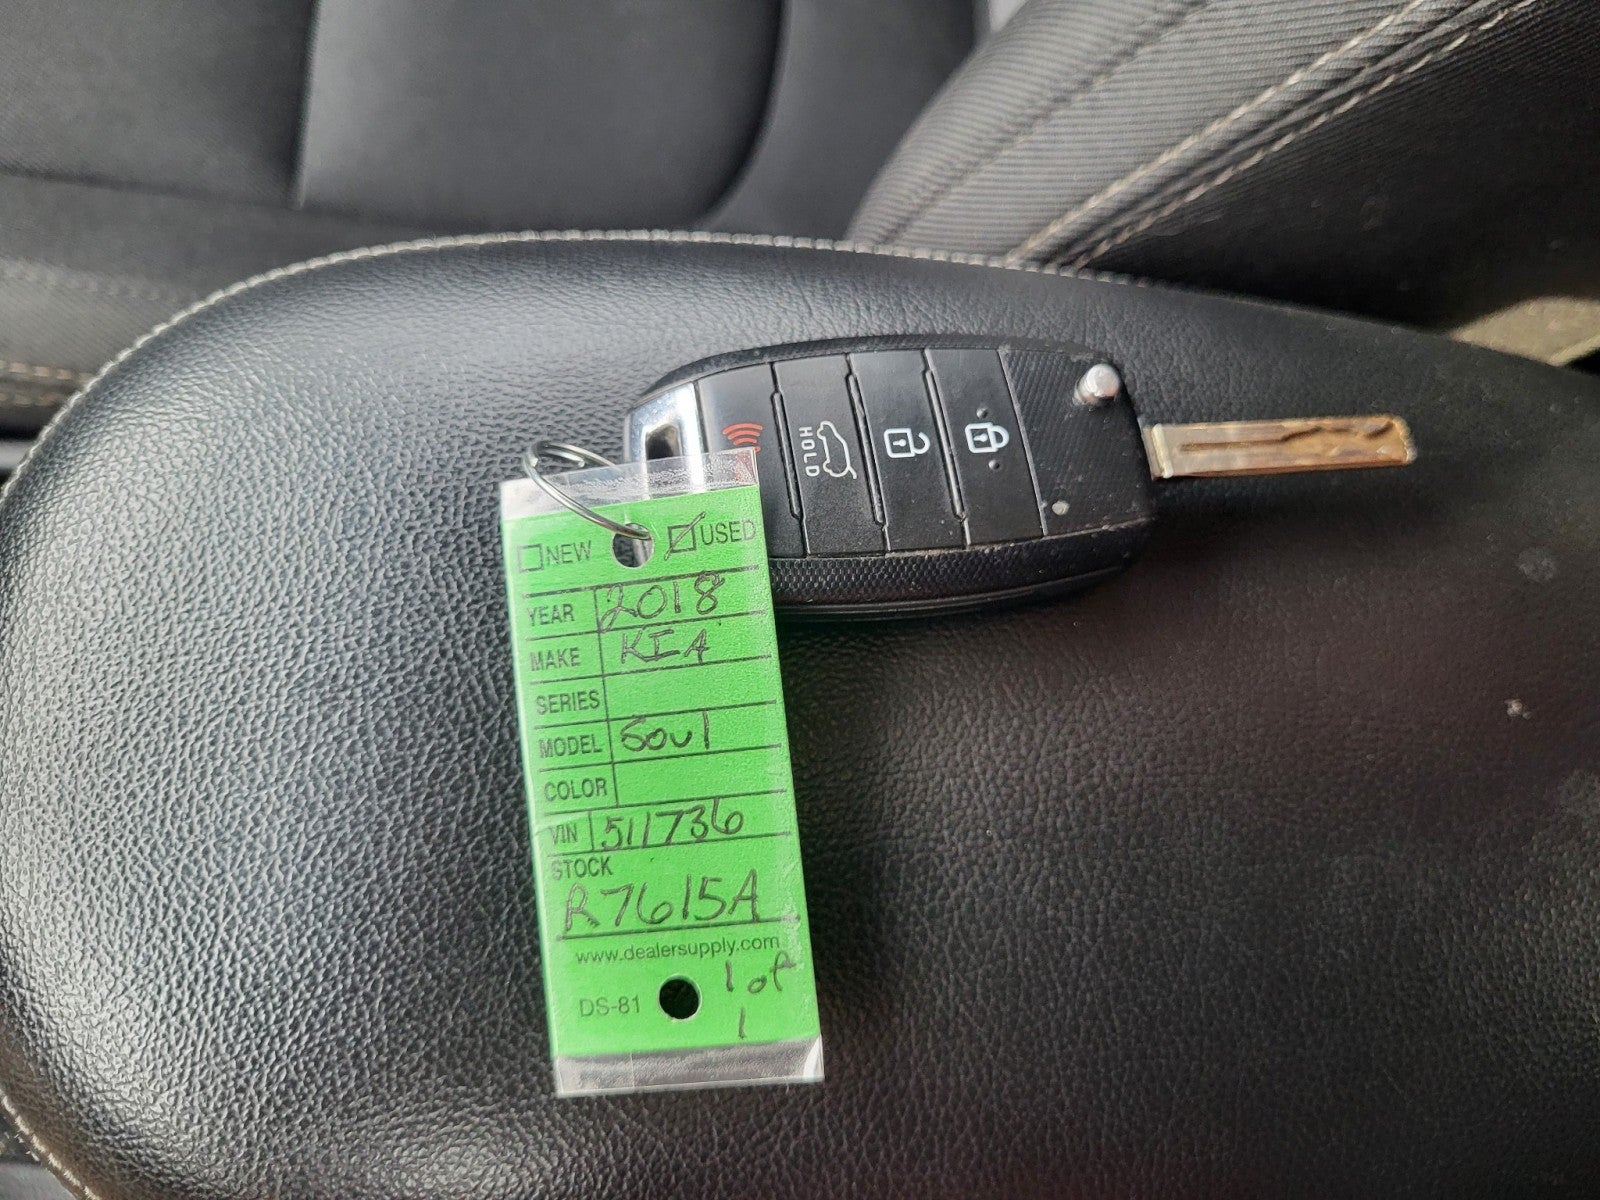 HOLD
NEW USED
YEAR 2018
MAKE KIA
SERIES
MODEL Soul
COLOR
VIN 511736
STOCK
R7615A
www.dealersupply.com
DS-81 1 of
1